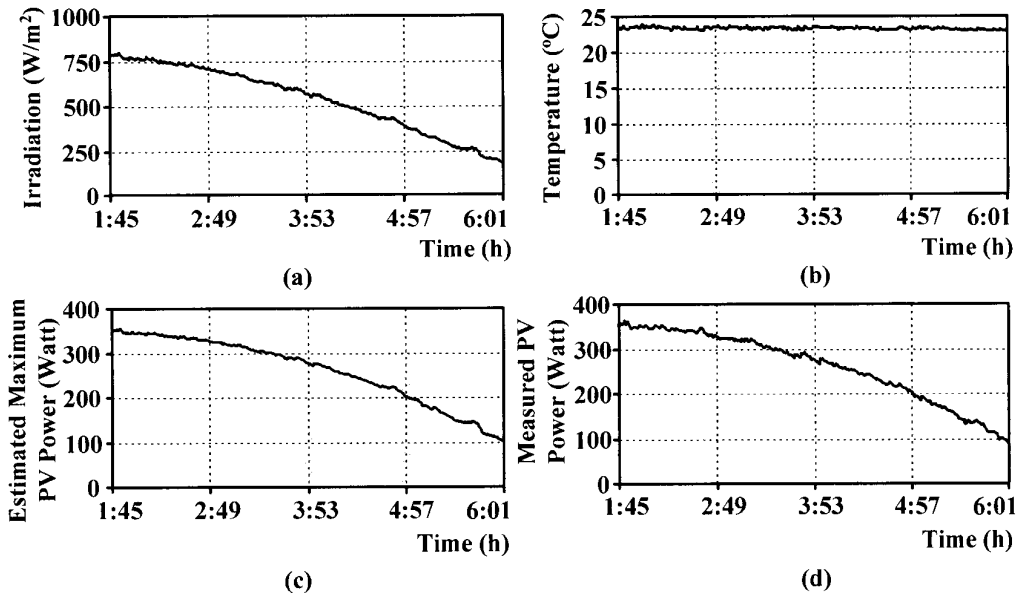 Irradiation (W/m²)
1000
750
500
250
0
1:45 2:49 3:53 4:57 6:01
Time (h)
(a)
Temperature (ºC)
25
20
15
10
5
0
1:45 2:49 3:53 4:57 6:01
Time (h)
(b)
Estimated Maximum
PV Power (Watt)
400
300
200
100
0
1:45 2:49 3:53 4:57 6:01
Time (h)
(c)
Measured PV
Power (Watt)
400
300
200
100
0
1:45 2:49 3:53 4:57 6:01
Time (h)
(d)